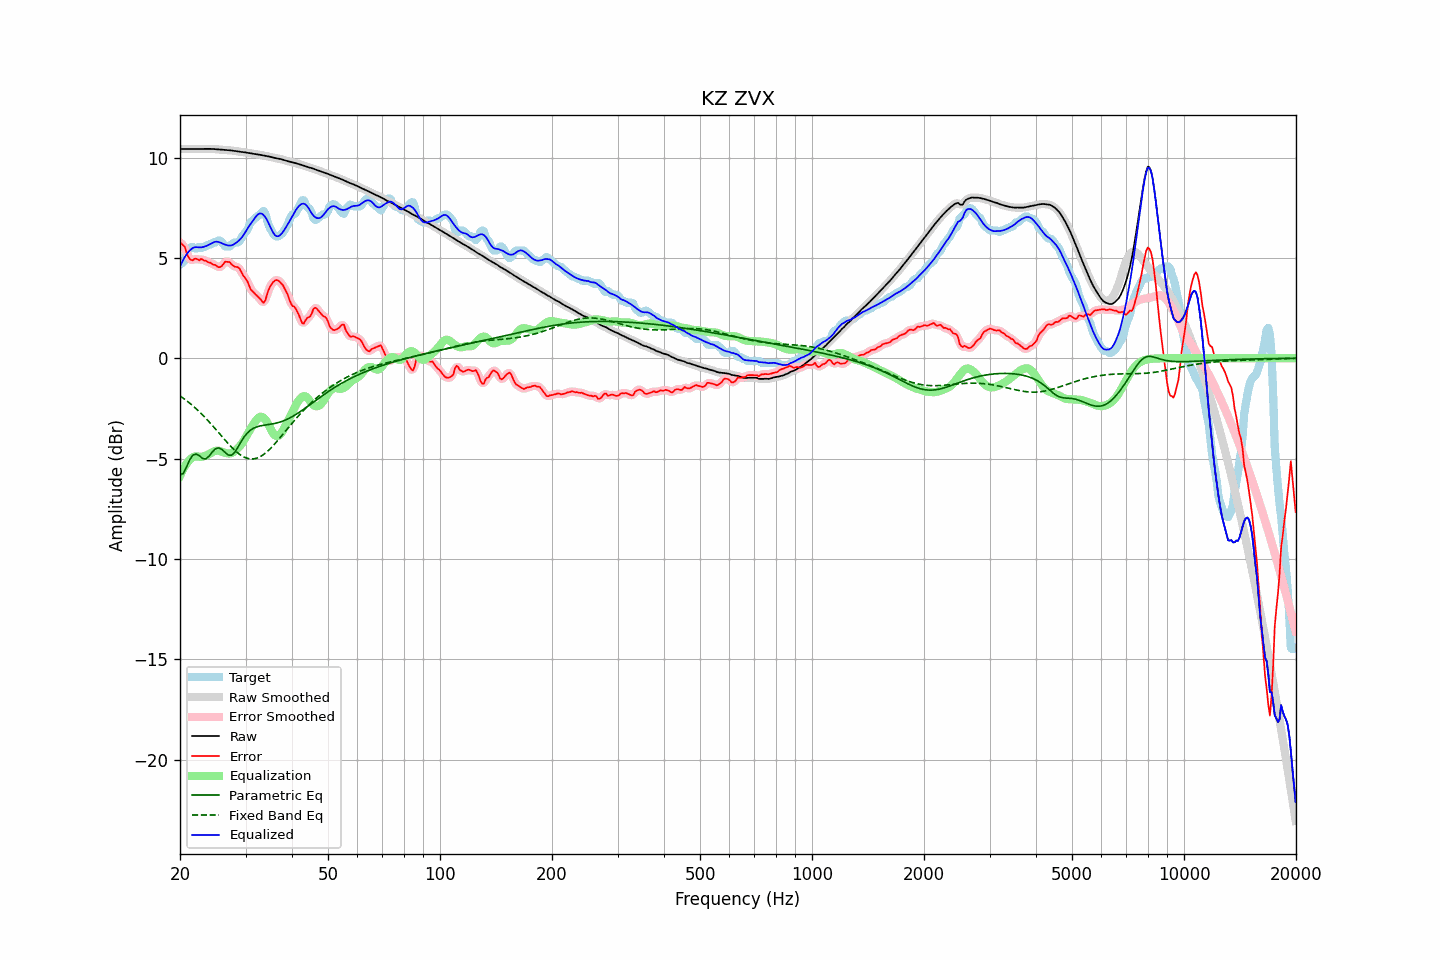 KZ ZVX
10
5
0
−5
−10
−15
−20
Amplitude (dBr)
Target
Raw Smoothed
Error Smoothed
Raw
Error
Equalization
Parametric Eq
Fixed Band Eq
Equalized
20 50 100 200 500 1000 2000 5000 10000 20000
Frequency (Hz)